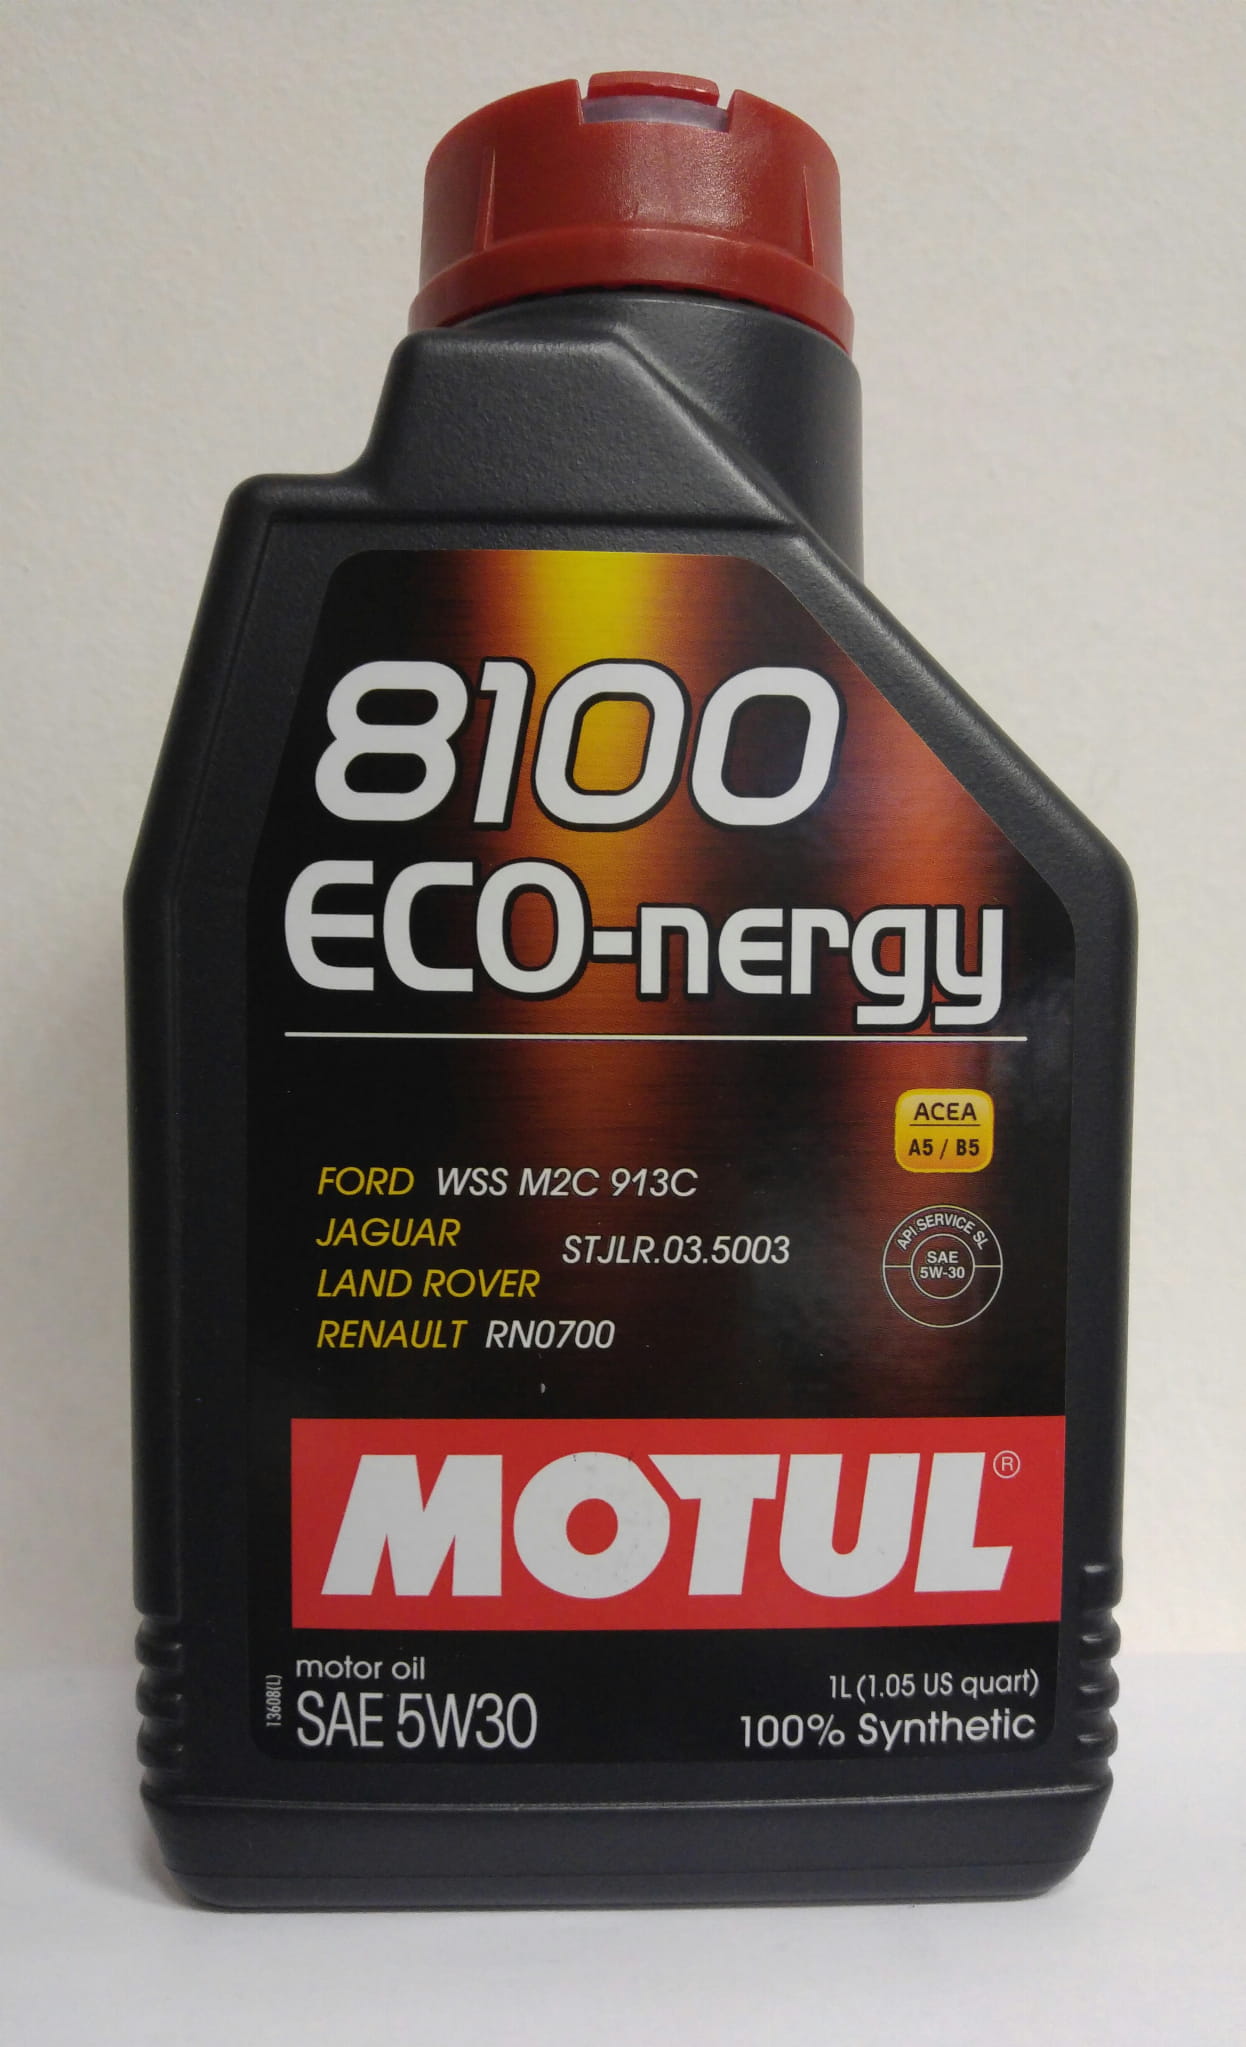 8100
ECO-nergy
ACEA
A5 / B5
FORD WSS M2C 913C
JAGUAR
STJLR.03.5003
LAND ROVER
RENAULT RN0700
API SERVICE SL
SAE
5W-30
MOTUL®
motor oil
SAE 5W30
1L (1.05 US quart)
100% Synthetic
13608(L)